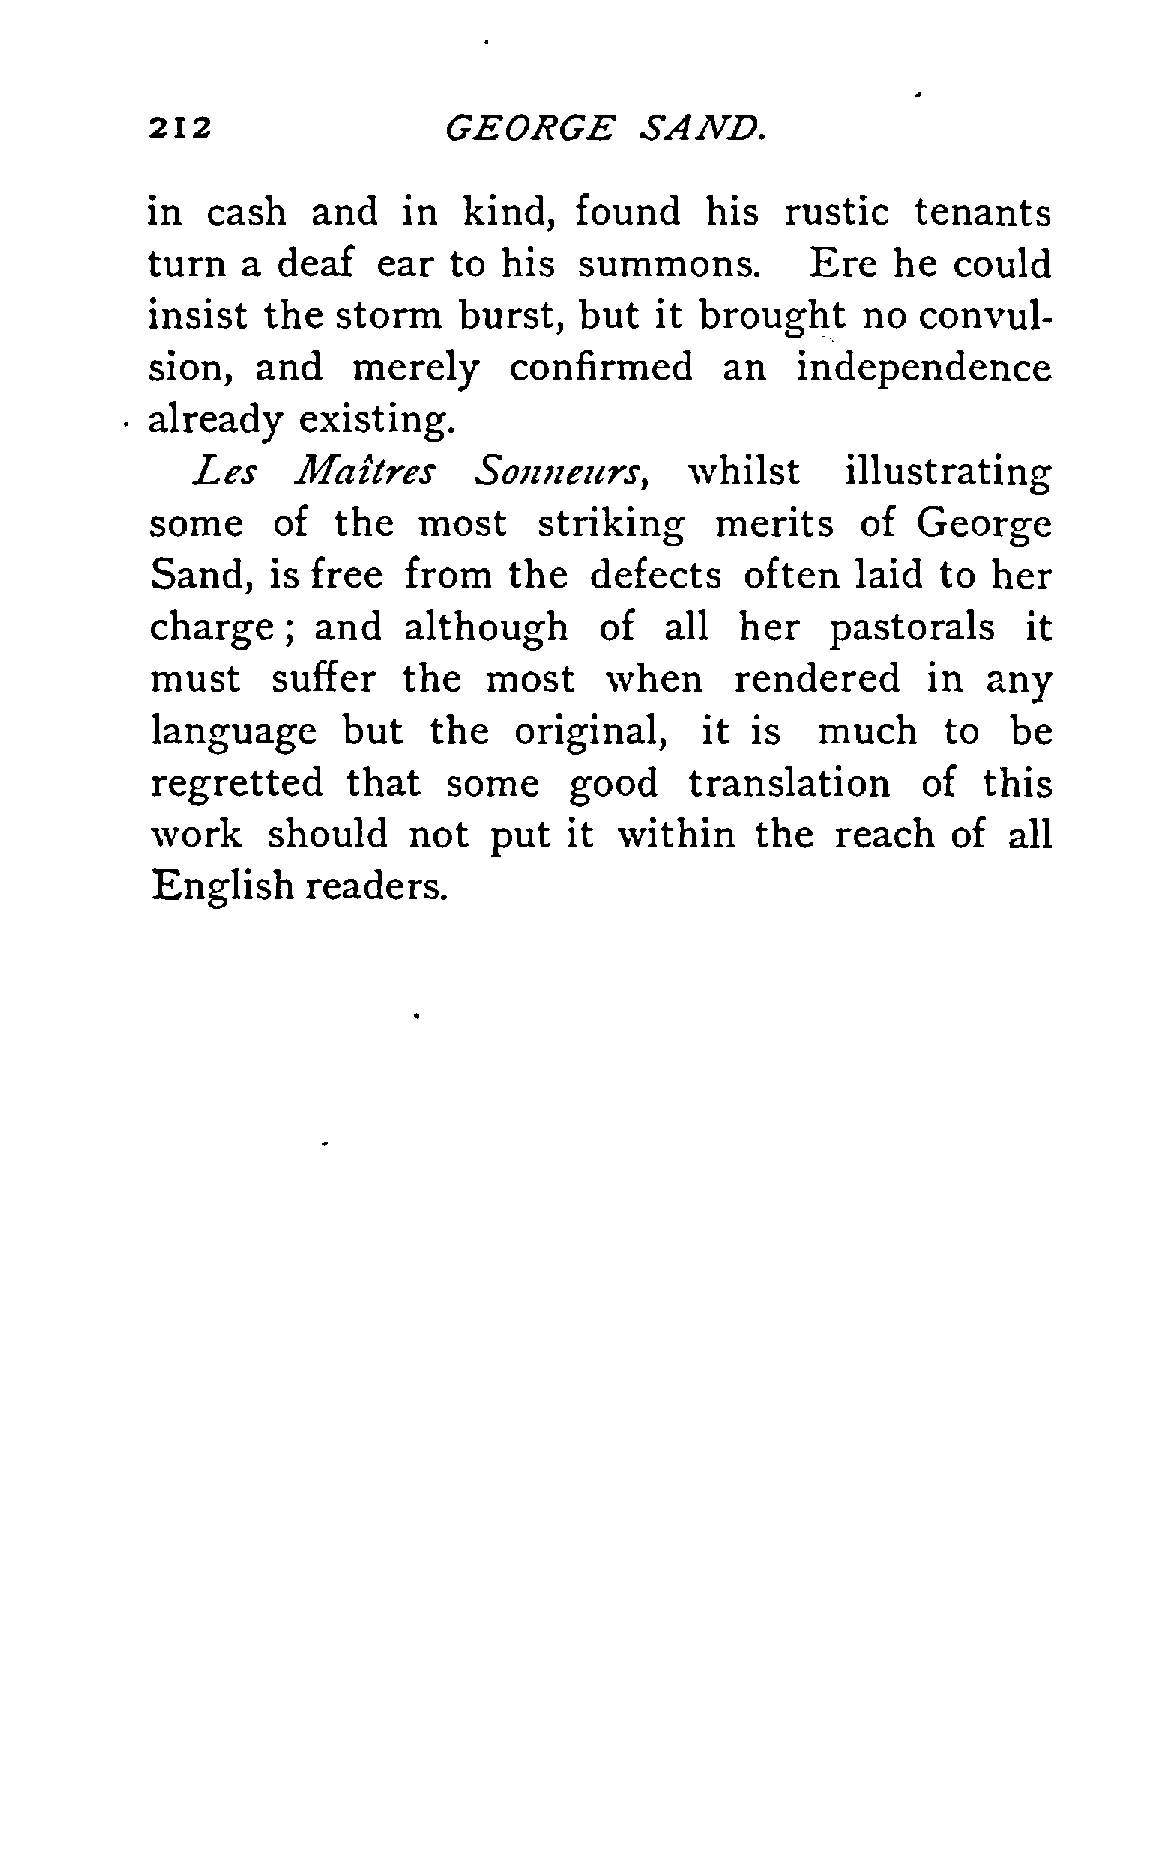 212 GEORGE SAND.
in cash and in kind, found his rustic tenants
turn a deaf ear to his summons. Ere he could
insist the storm burst, but it brought no convul-
sion, and merely confirmed an independence
already existing.
Les Maîtres Sonneurs, whilst illustrating
some of the most striking merits of George
Sand, is free from the defects often laid to her
charge ; and although of all her pastorals it
must suffer the most when rendered in any
language but the original, it is much to be
regretted that some good translation of this
work should not put it within the reach of all
English readers.